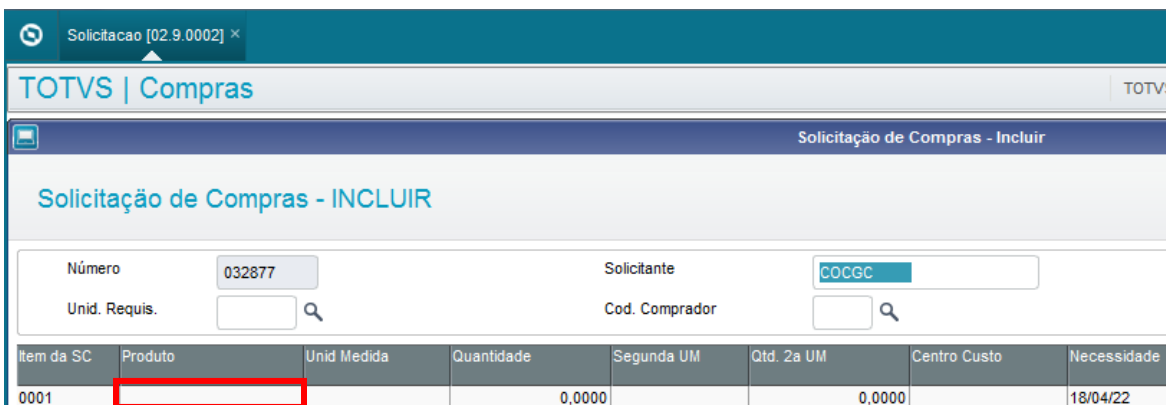 Solicitacao [02.9.0002] ×
TOTVS | Compras
Solicitação de Compras - Incluir
Solicitação de Compras - INCLUIR
Número 032877 Solicitante COCGC
Unid. Requis. Cod. Comprador
Item da SC Produto Unid Medida Quantidade Segunda UM Qtd. 2a UM Centro Custo Necessidade
0001 0,0000 0,0000 18/04/22